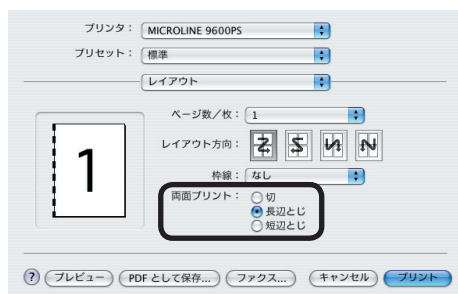 プリンタ： MICROLINE 9600PS
プリセット： 標準
レイアウト
ページ数／枚： 1
レイアウト方向：
枠線： なし
両面プリント： 切
長辺とじ
短辺とじ
1
? プレビュー PDF として保存... ファクス... キャンセル プリント